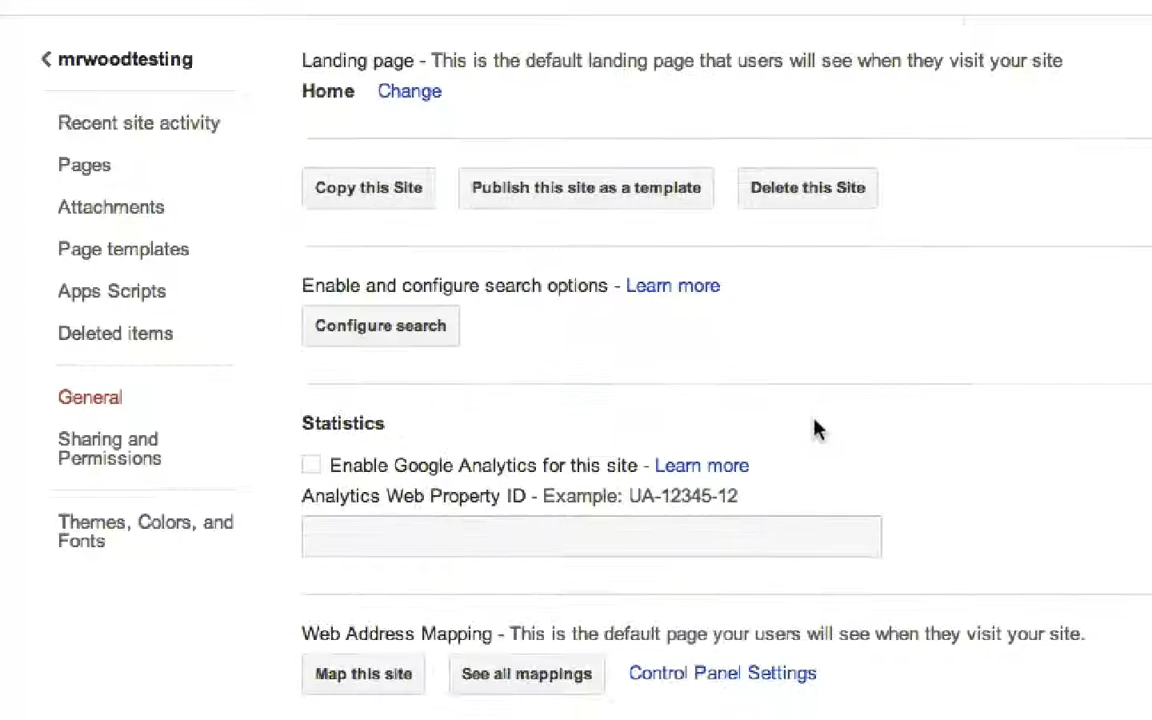 mrwoodtesting
Recent site activity
Pages
Attachments
Page templates
Apps Scripts
Deleted items
General
Sharing and
Permissions
Themes, Colors, and
Fonts
Landing page - This is the default landing page that users will see when they visit your site
Home Change
Copy this Site Publish this site as a template Delete this Site
Enable and configure search options - Learn more
Configure search
Statistics
Enable Google Analytics for this site - Learn more
Analytics Web Property ID - Example: UA-12345-12
Web Address Mapping - This is the default page your users will see when they visit your site.
Map this site See all mappings Control Panel Settings